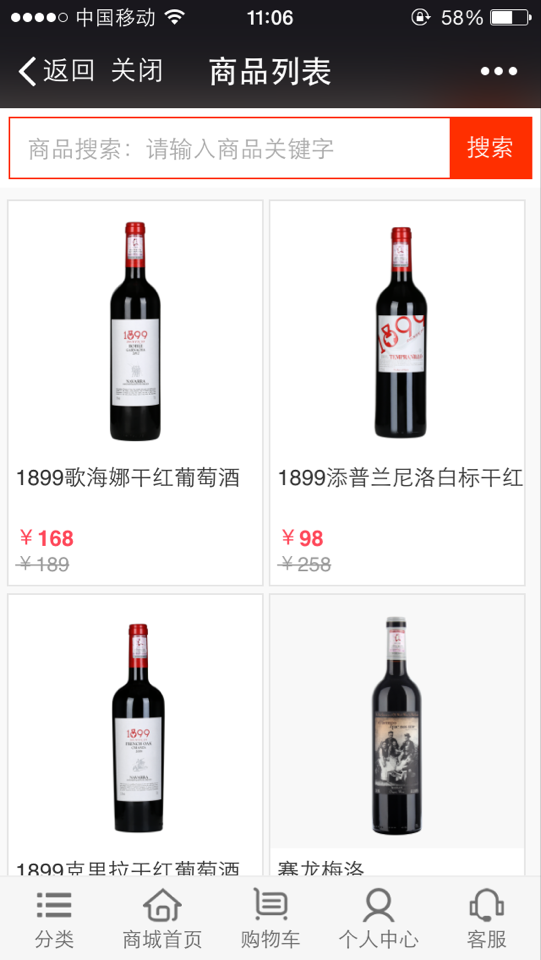 中国移动 11:06 58%
返回 关闭 商品列表
商品搜索：请输入商品关键字 搜索
1899
NAVARRA
1899
TEMPRANILLO
1899歌海娜干红葡萄酒
1899添普兰尼洛白标干红
￥168
￥98
￥189
￥258
1899
FRENCH OAK
NAVARRA
1899克里拉干红葡萄酒
赛龙梅洛
分类 商城首页 购物车 个人中心 客服